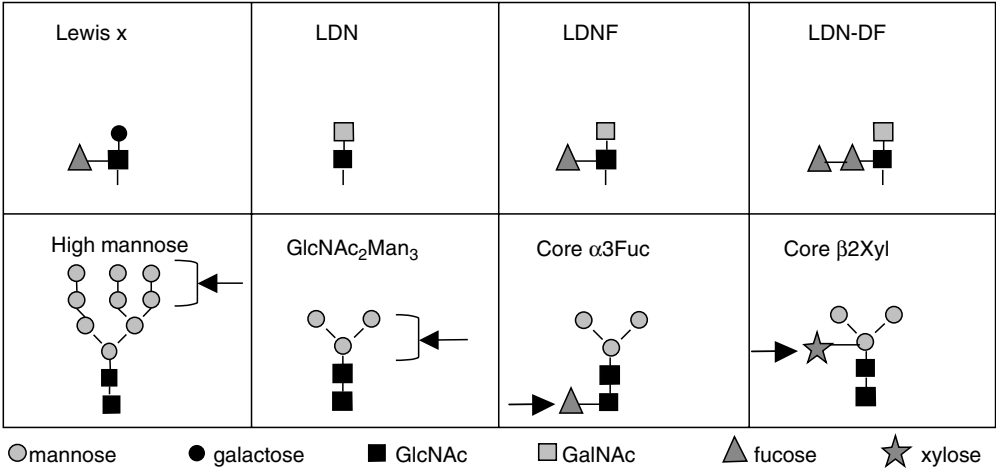 Lewis x
LDN
LDNF
LDN-DF
High mannose
GlcNAc₂Man₃
Core α3Fuc
Core β2Xyl
mannose
galactose
GlcNAc
GalNAc
fucose
xylose